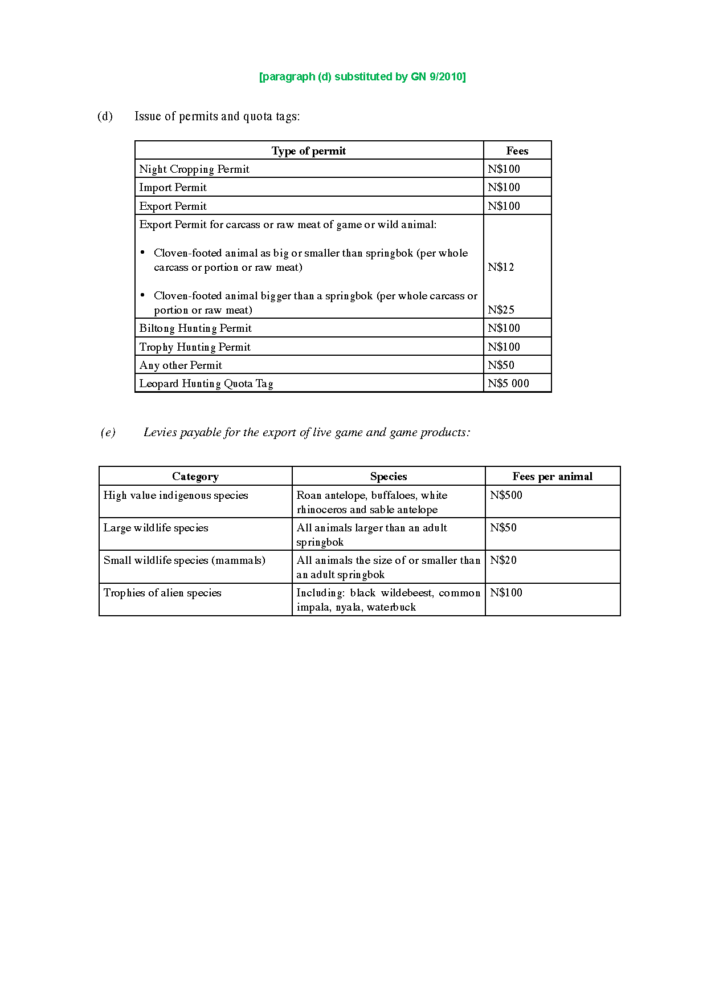 [paragraph (d) substituted by GN 9/2010]
(d) Issue of permits and quota tags:
Type of permit Fees
Night Cropping Permit N$100
Import Permit N$100
Export Permit N$100
Export Permit for carcass or raw meat of game or wild animal:
• Cloven-footed animal as big or smaller than springbok (per whole
carcass or portion or raw meat) N$12
• Cloven-footed animal bigger than a springbok (per whole carcass or
portion or raw meat) N$25
Biltong Hunting Permit N$100
Trophy Hunting Permit N$100
Any other Permit N$50
Leopard Hunting Quota Tag N$5 000
(e) Levies payable for the export of live game and game products:
Category Species Fees per animal
High value indigenous species Roan antelope, buffaloes, white N$500
rhinoceros and sable antelope
Large wildlife species All animals larger than an adult N$50
springbok
Small wildlife species (mammals) All animals the size of or smaller than N$20
an adult springbok
Trophies of alien species Including: black wildebeest, common N$100
impala, nyala, waterbuck